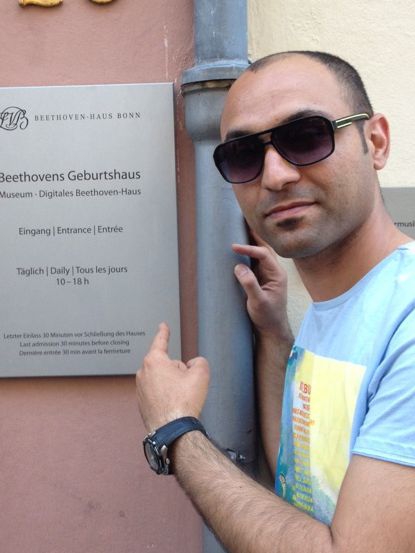 BEETHOVEN-HAUS BONN
Beethovens Geburtshaus
Museum - Digitales Beethoven-Haus
Eingang | Entrance | Entrée
Täglich | Daily | Tous les jours
10 – 18 h
Letzter Einlass 30 Minuten vor Schließung des Hauses
Last admission 30 minutes before closing
Dernière entrée 30 min avant la fermeture